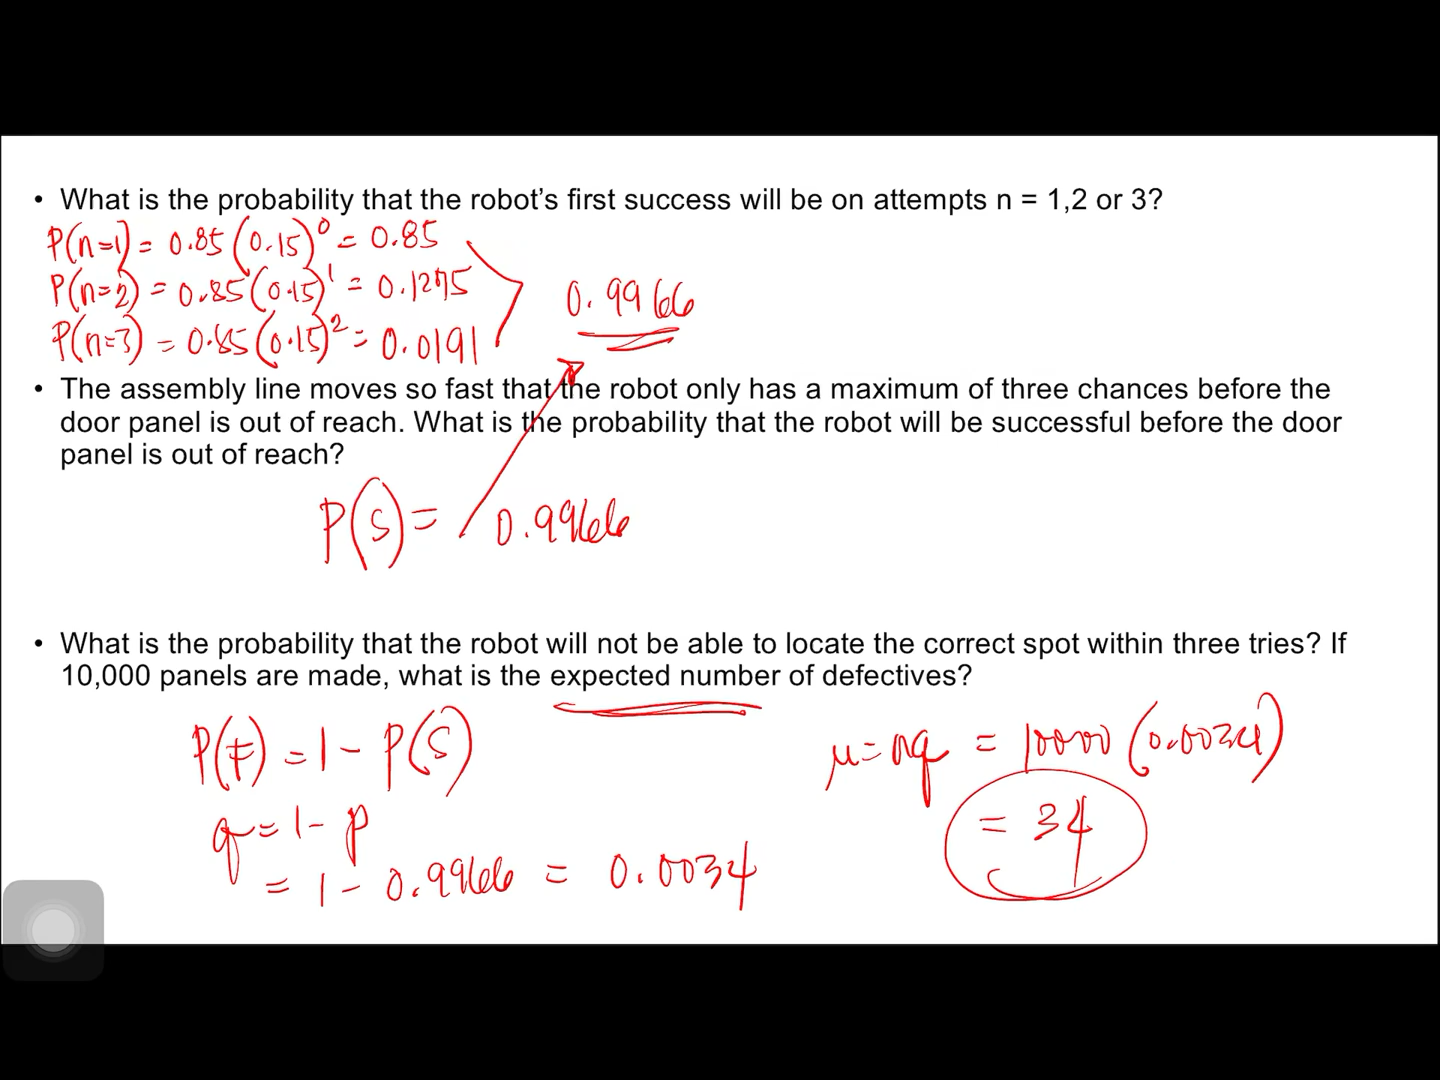 • What is the probability that the robot's first success will be on attempts n = 1,2 or 3?
P(n=1) = 0.85(0.15)⁰ = 0.85
P(n=2) = 0.85(0.15)¹ = 0.1275
0.9966
P(n=3) = 0.85(0.15)² = 0.0191
• The assembly line moves so fast that the robot only has a maximum of three chances before the
door panel is out of reach. What is the probability that the robot will be successful before the door
panel is out of reach?
P(S) = 0.9966
• What is the probability that the robot will not be able to locate the correct spot within three tries? If
10,000 panels are made, what is the expected number of defectives?
P(F) = 1 - P(S)
q = 1 - p
= 1 - 0.9966 = 0.0034
μ = nq = 10000 (0.0034)
= 34